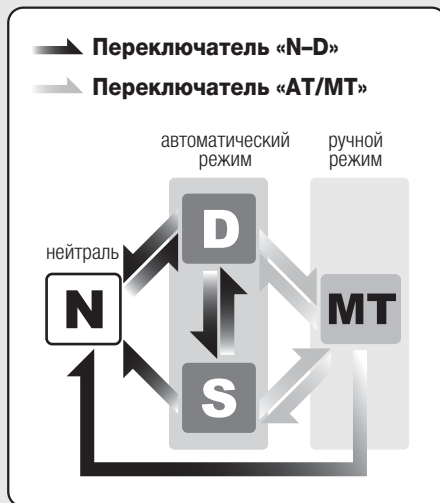 Переключатель «N–D»
Переключатель «AT/MT»
автоматический
режим
ручной
режим
нейтраль
D
N
MT
S